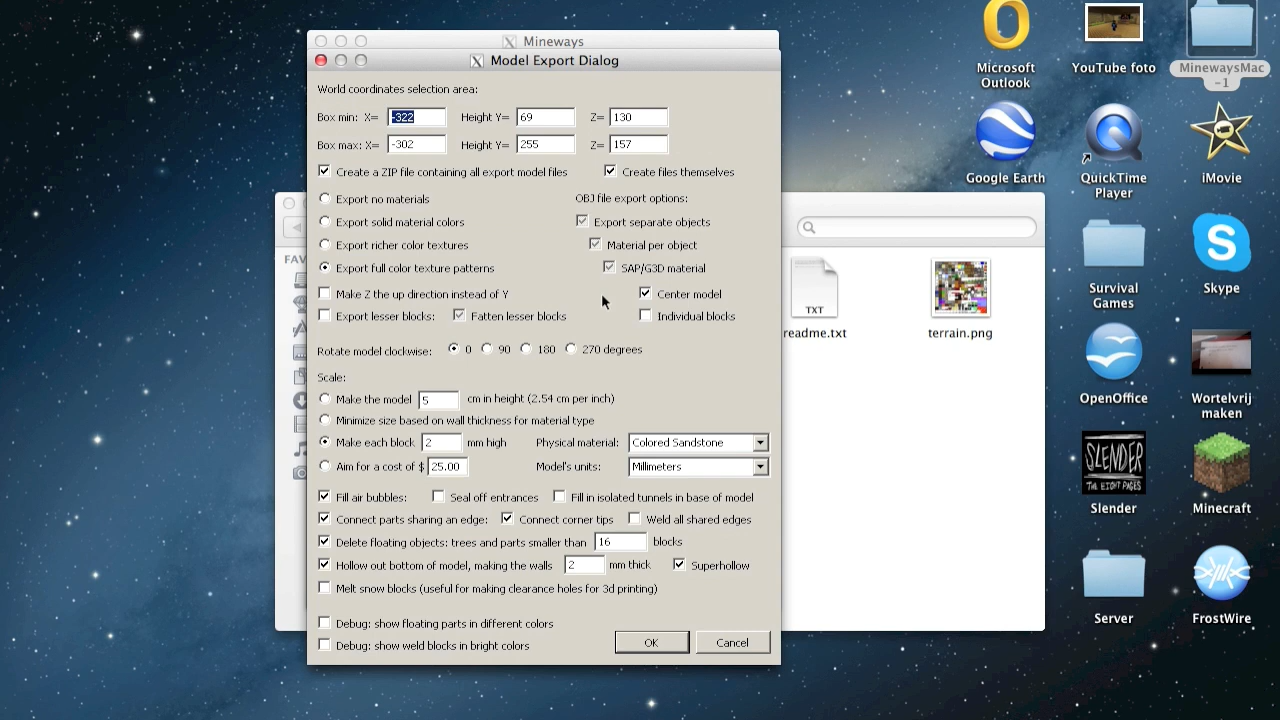 Mineways
Model Export Dialog
World coordinates selection area:
Box min: X= -322 Height Y= 69 Z= 130
Box max: X= -302 Height Y= 255 Z= 157
Create a ZIP file containing all export model files Create files themselves
Export no materials OBJ file export options:
Export solid material colors Export separate objects
Export richer color textures Material per object
Export full color texture patterns SAP/G3D material
Make Z the up direction instead of Y Center model
Export lesser blocks: Fatten lesser blocks Individual blocks
Rotate model clockwise: 0 90 180 270 degrees
Scale:
Make the model 5 cm in height (2.54 cm per inch)
Minimize size based on wall thickness for material type
Make each block 2 mm high Physical material: Colored Sandstone
Aim for a cost of $ 25.00 Model's units: Millimeters
Fill air bubbles Seal off entrances Fill in isolated tunnels in base of model
Connect parts sharing an edge: Connect corner tips Weld all shared edges
Delete floating objects: trees and parts smaller than 16 blocks
Hollow out bottom of model, making the walls 2 mm thick Superhollow
Melt snow blocks (useful for making clearance holes for 3d printing)
Debug: show floating parts in different colors
Debug: show weld blocks in bright colors
OK Cancel
FAV
TXT
readme.txt
terrain.png
Microsoft
Outlook
YouTube foto
MinewaysMac
-1
Google Earth
QuickTime
Player
iMovie
Survival
Games
Skype
OpenOffice
Wortelvrij
maken
SLENDER
THE EIGHT PAGES
Slender
Minecraft
Server
FrostWire